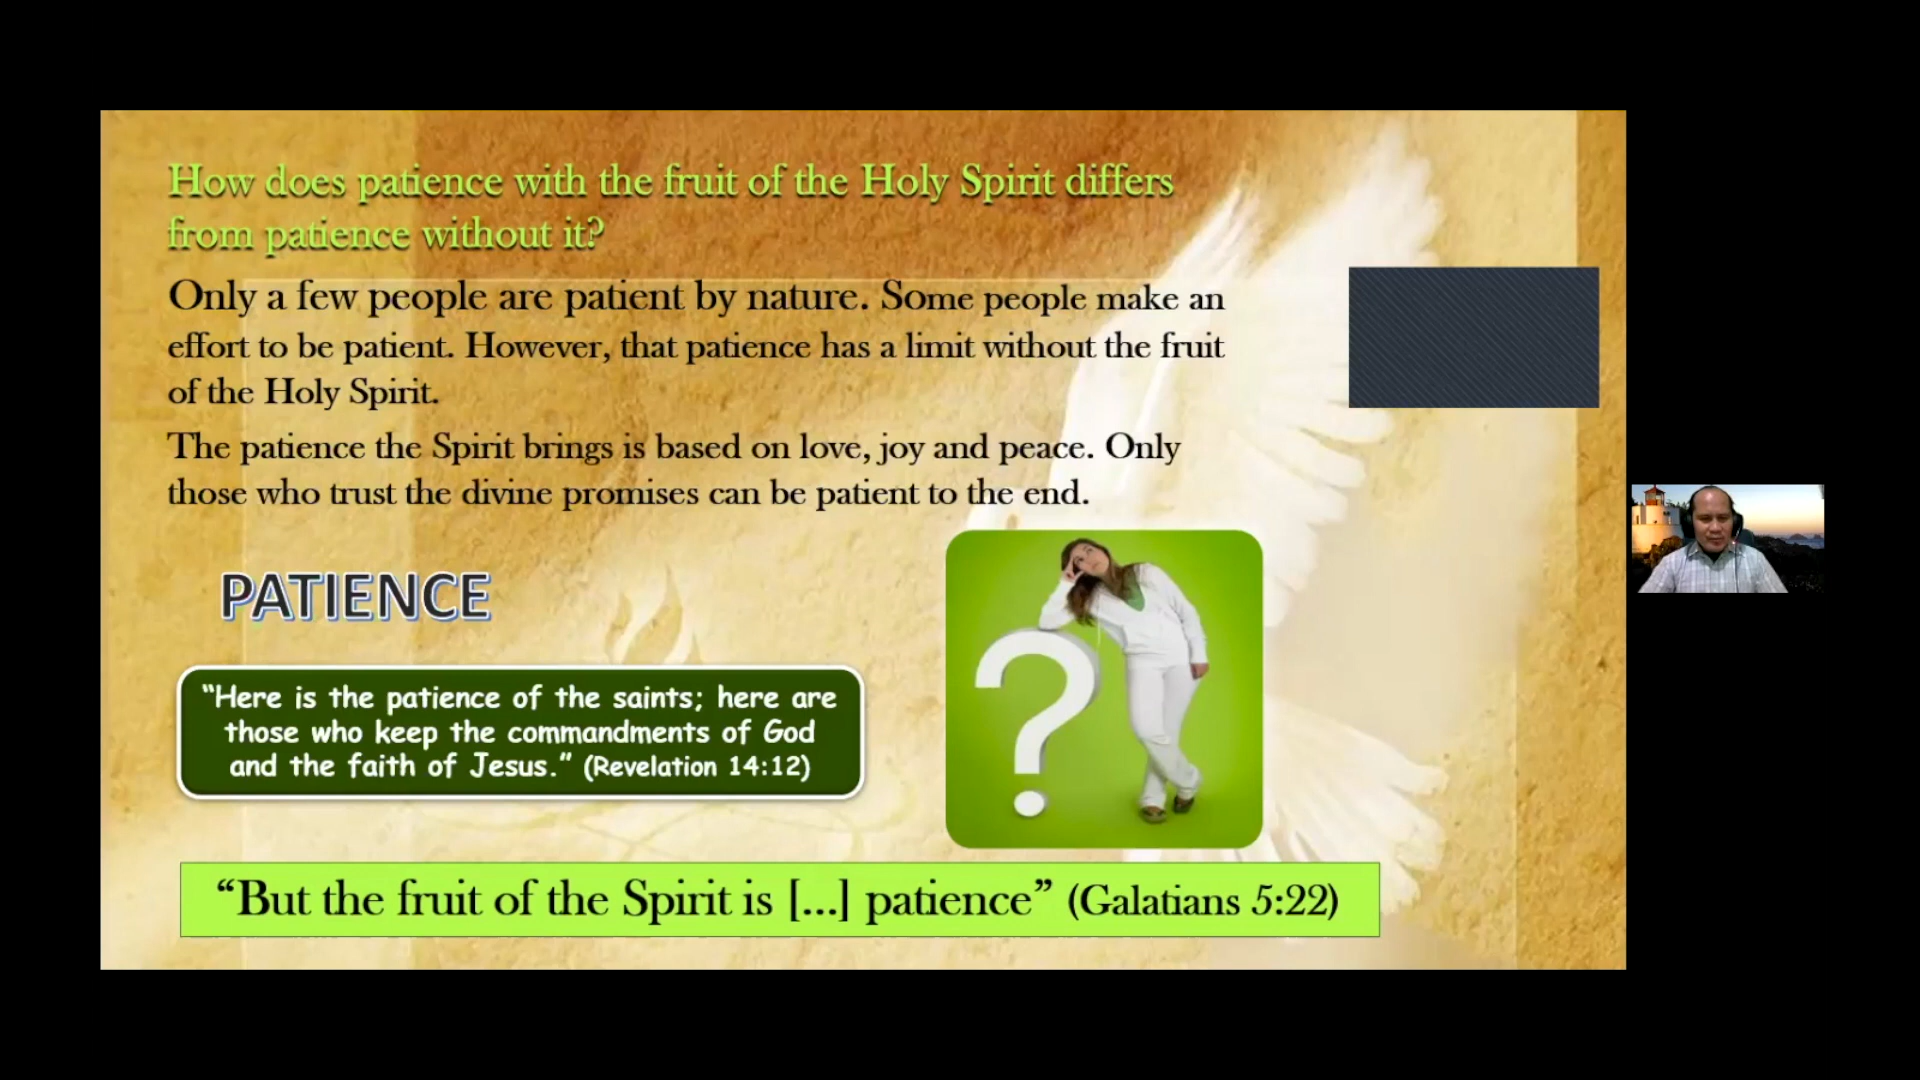 How does patience with the fruit of the Holy Spirit differs
from patience without it?
Only a few people are patient by nature. Some people make an
effort to be patient. However, that patience has a limit without the fruit
of the Holy Spirit.
The patience the Spirit brings is based on love, joy and peace. Only
those who trust the divine promises can be patient to the end.
PATIENCE
“Here is the patience of the saints; here are
those who keep the commandments of God
and the faith of Jesus.” (Revelation 14:12)
?
“But the fruit of the Spirit is [...] patience” (Galatians 5:22)